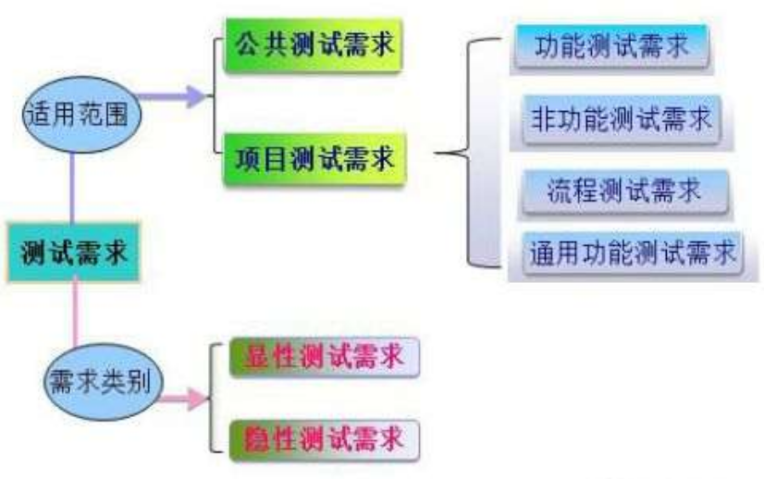 公共测试需求
功能测试需求
适用范围
非功能测试需求
项目测试需求
流程测试需求
测试需求
通用功能测试需求
显性测试需求
需求类别
隐性测试需求